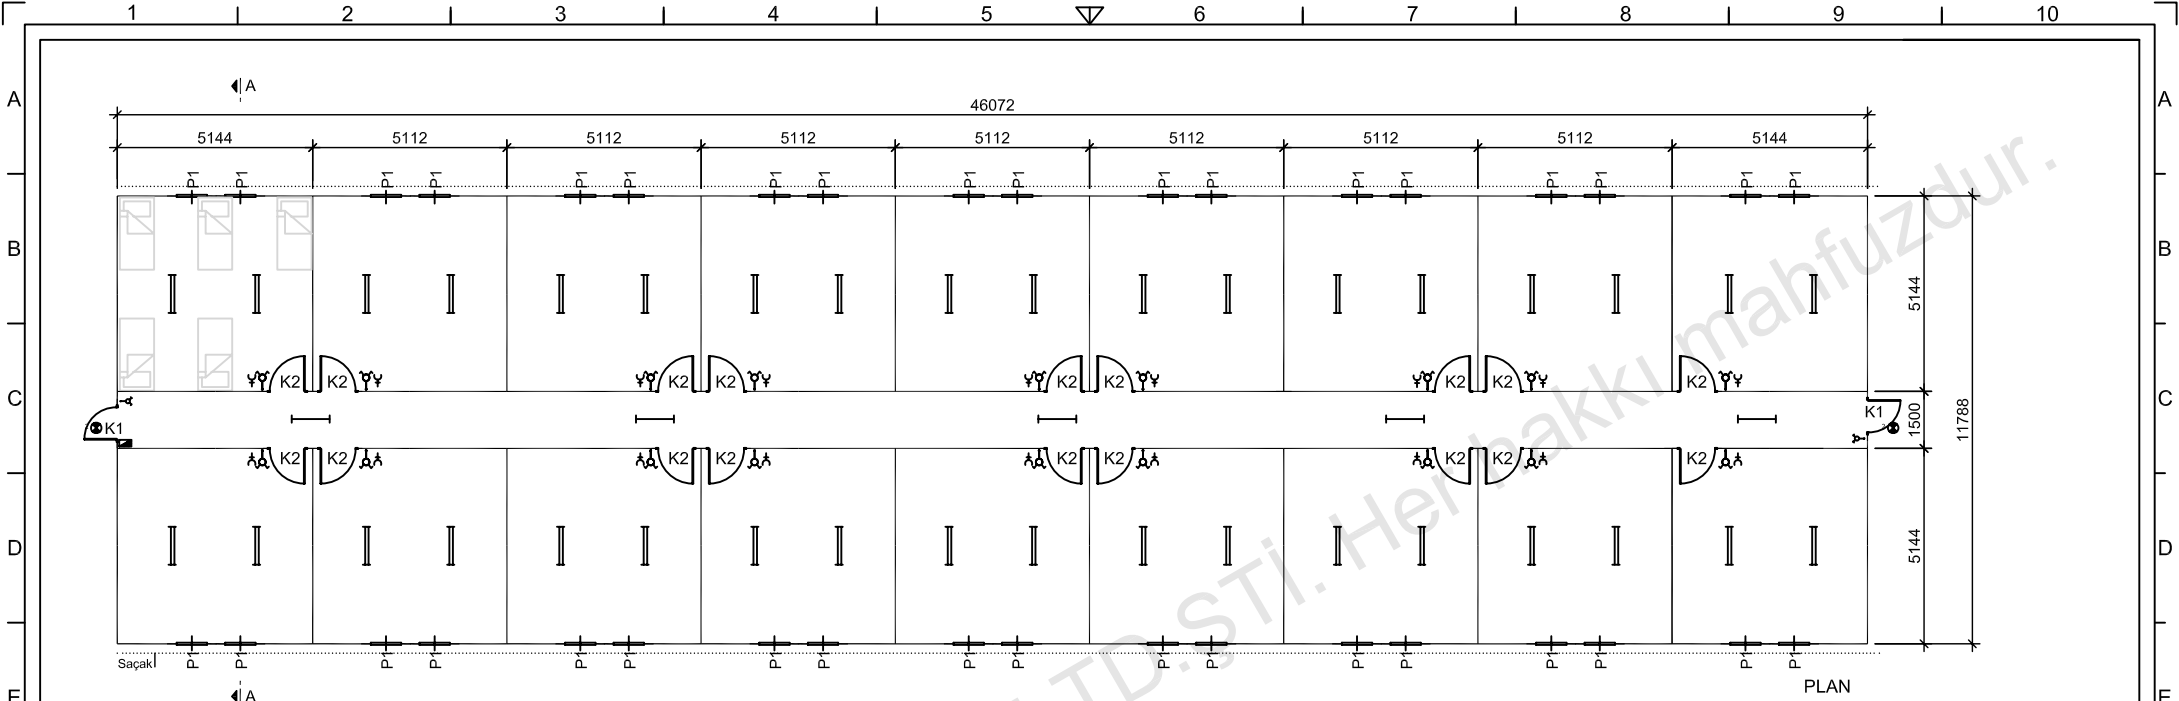 1 2 3 4 5 6 7 8 9 10
A A
A
46072
5144 5112 5112 5112 5112 5112 5112 5112 5144
P1 P1 P1 P1 P1 P1 P1 P1 P1 P1 P1 P1 P1 P1 P1 P1 P1 P1
B B
5144
K2 K2 K2 K2 K2 K2 K2 K2 K2
C C
K1 K1
1500
11788
K2 K2 K2 K2 K2 K2 K2 K2 K2
D D
5144
Saçak
P1 P1 P1 P1 P1 P1 P1 P1 P1 P1 P1 P1 P1 P1 P1 P1 P1 P1
PLAN
A
LTD.ŞTİ. Her hakkı mahfuzdur.